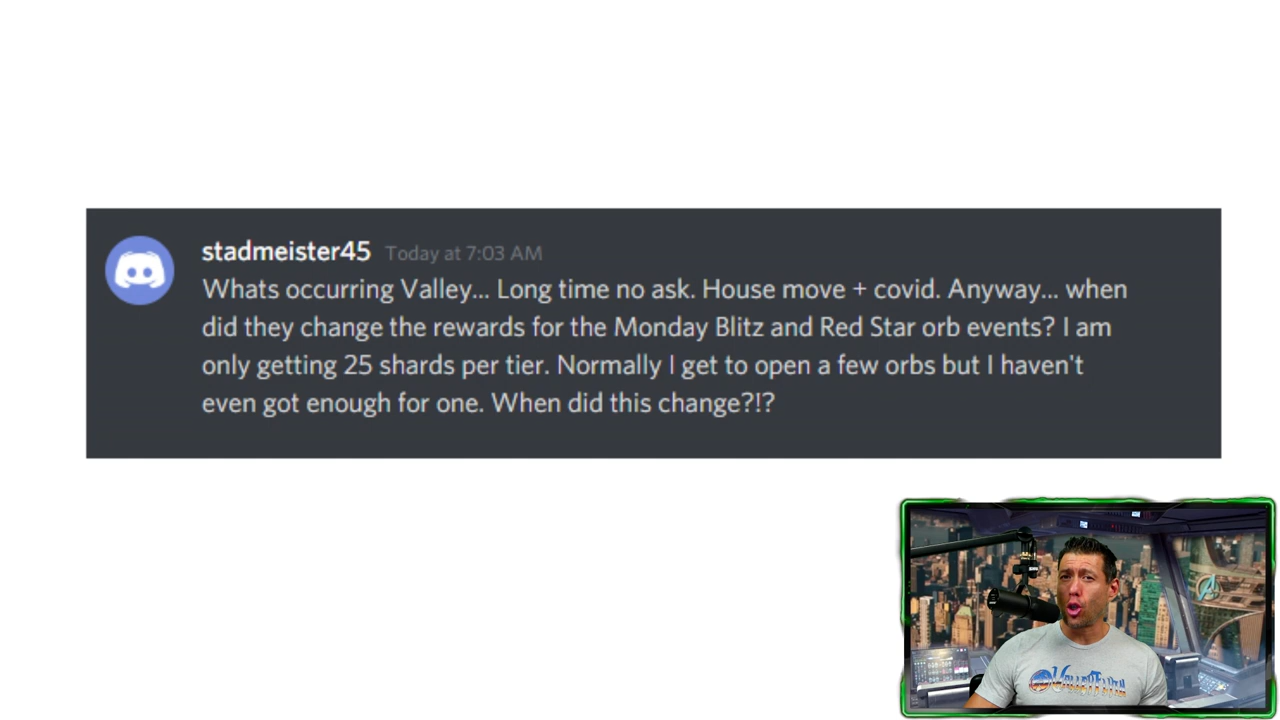 stadmeister45 Today at 7:03 AM
Whats occurring Valley... Long time no ask. House move + covid. Anyway... when
did they change the rewards for the Monday Blitz and Red Star orb events? I am
only getting 25 shards per tier. Normally I get to open a few orbs but I haven't
even got enough for one. When did this change?!?